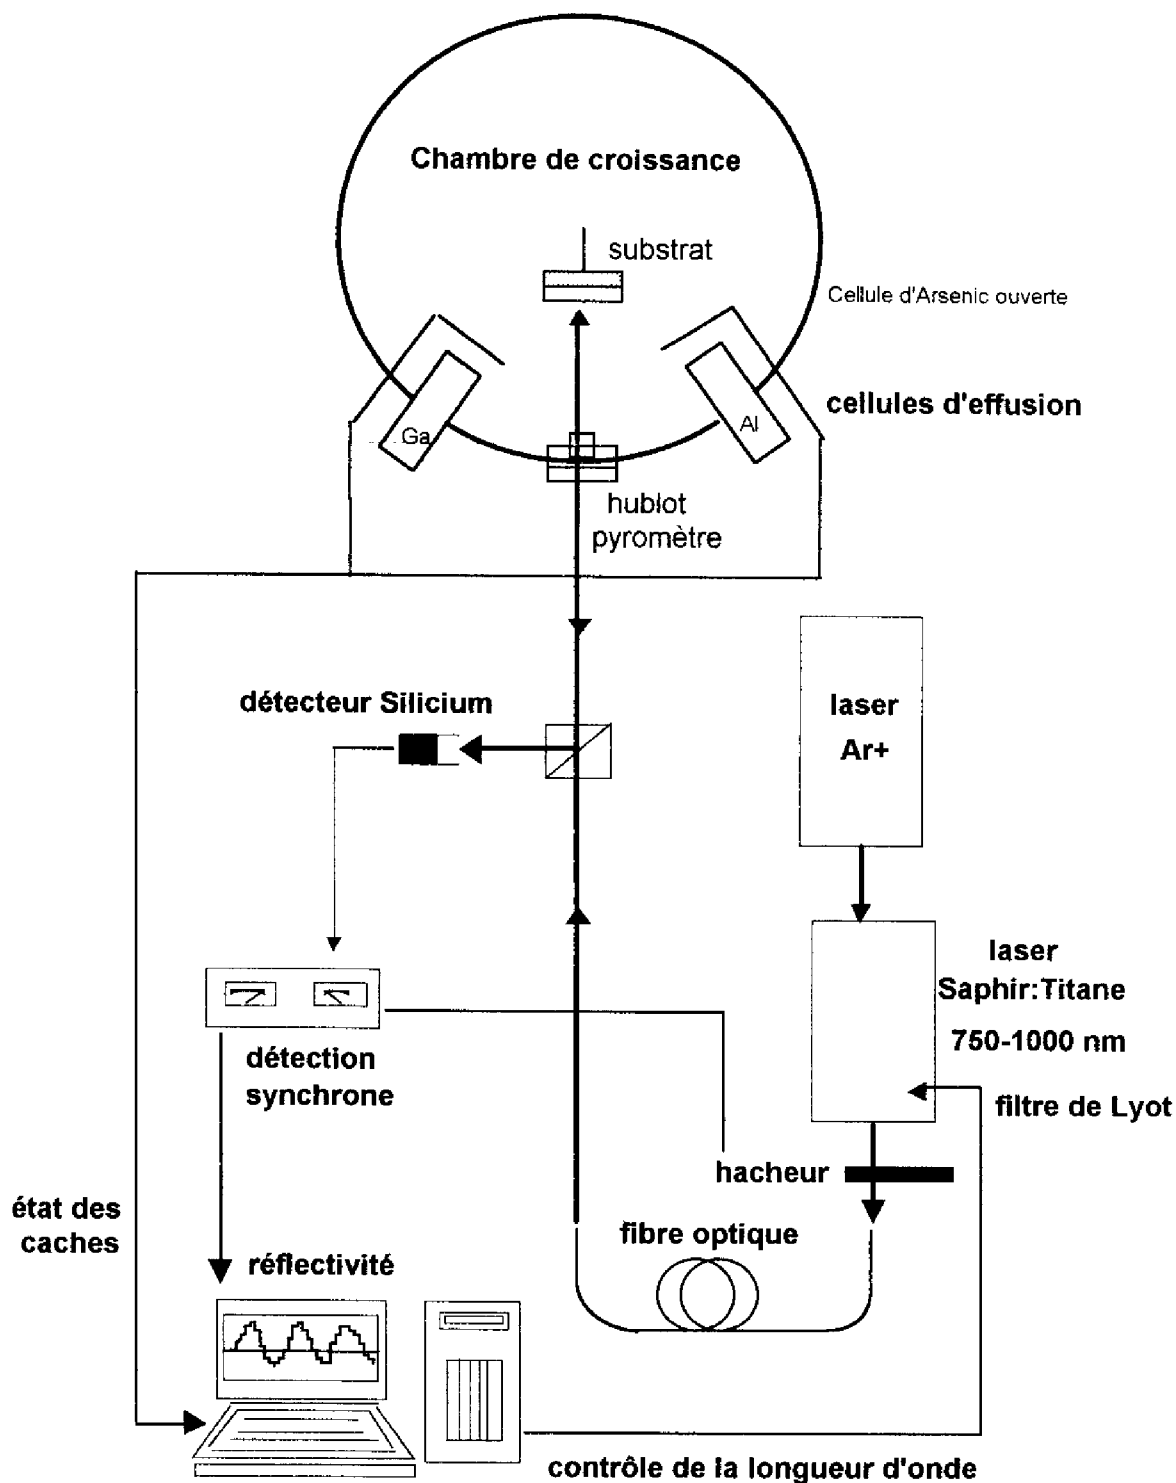 Chambre de croissance
substrat
Cellule d'Arsenic ouverte
cellules d'effusion
Ga
Al
hublot
pyromètre
détecteur Silicium
laser
Ar+
laser
Saphir:Titane
750-1000 nm
filtre de Lyot
détection
synchrone
hacheur
état des
caches
fibre optique
réflectivité
contrôle de la longueur d'onde